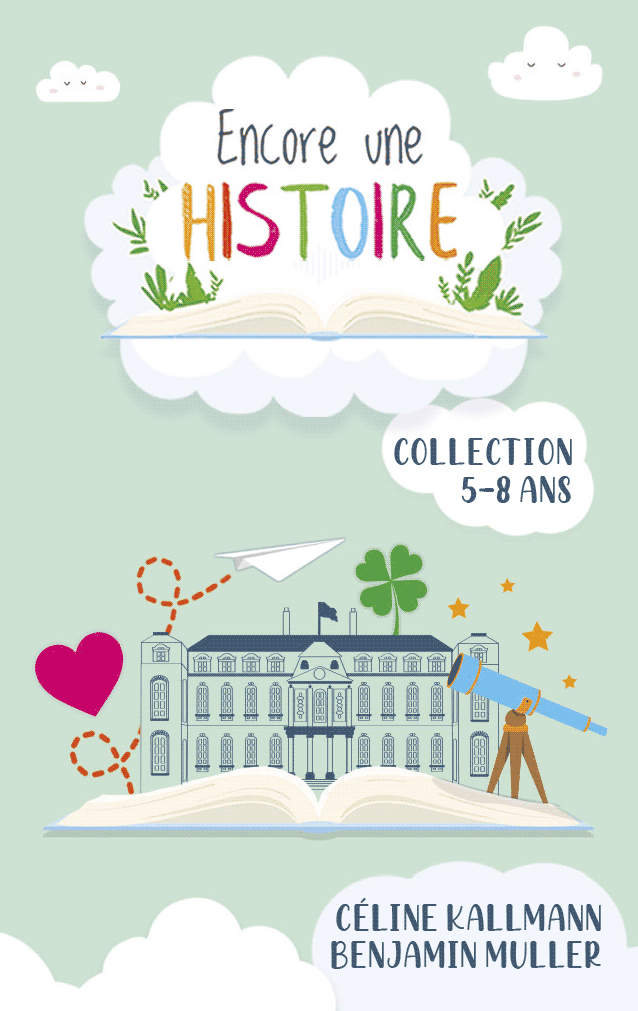 Encore une
HISTOIRE
COLLECTION
5-8 ANS
CÉLINE KALLMANN
BENJAMIN MULLER